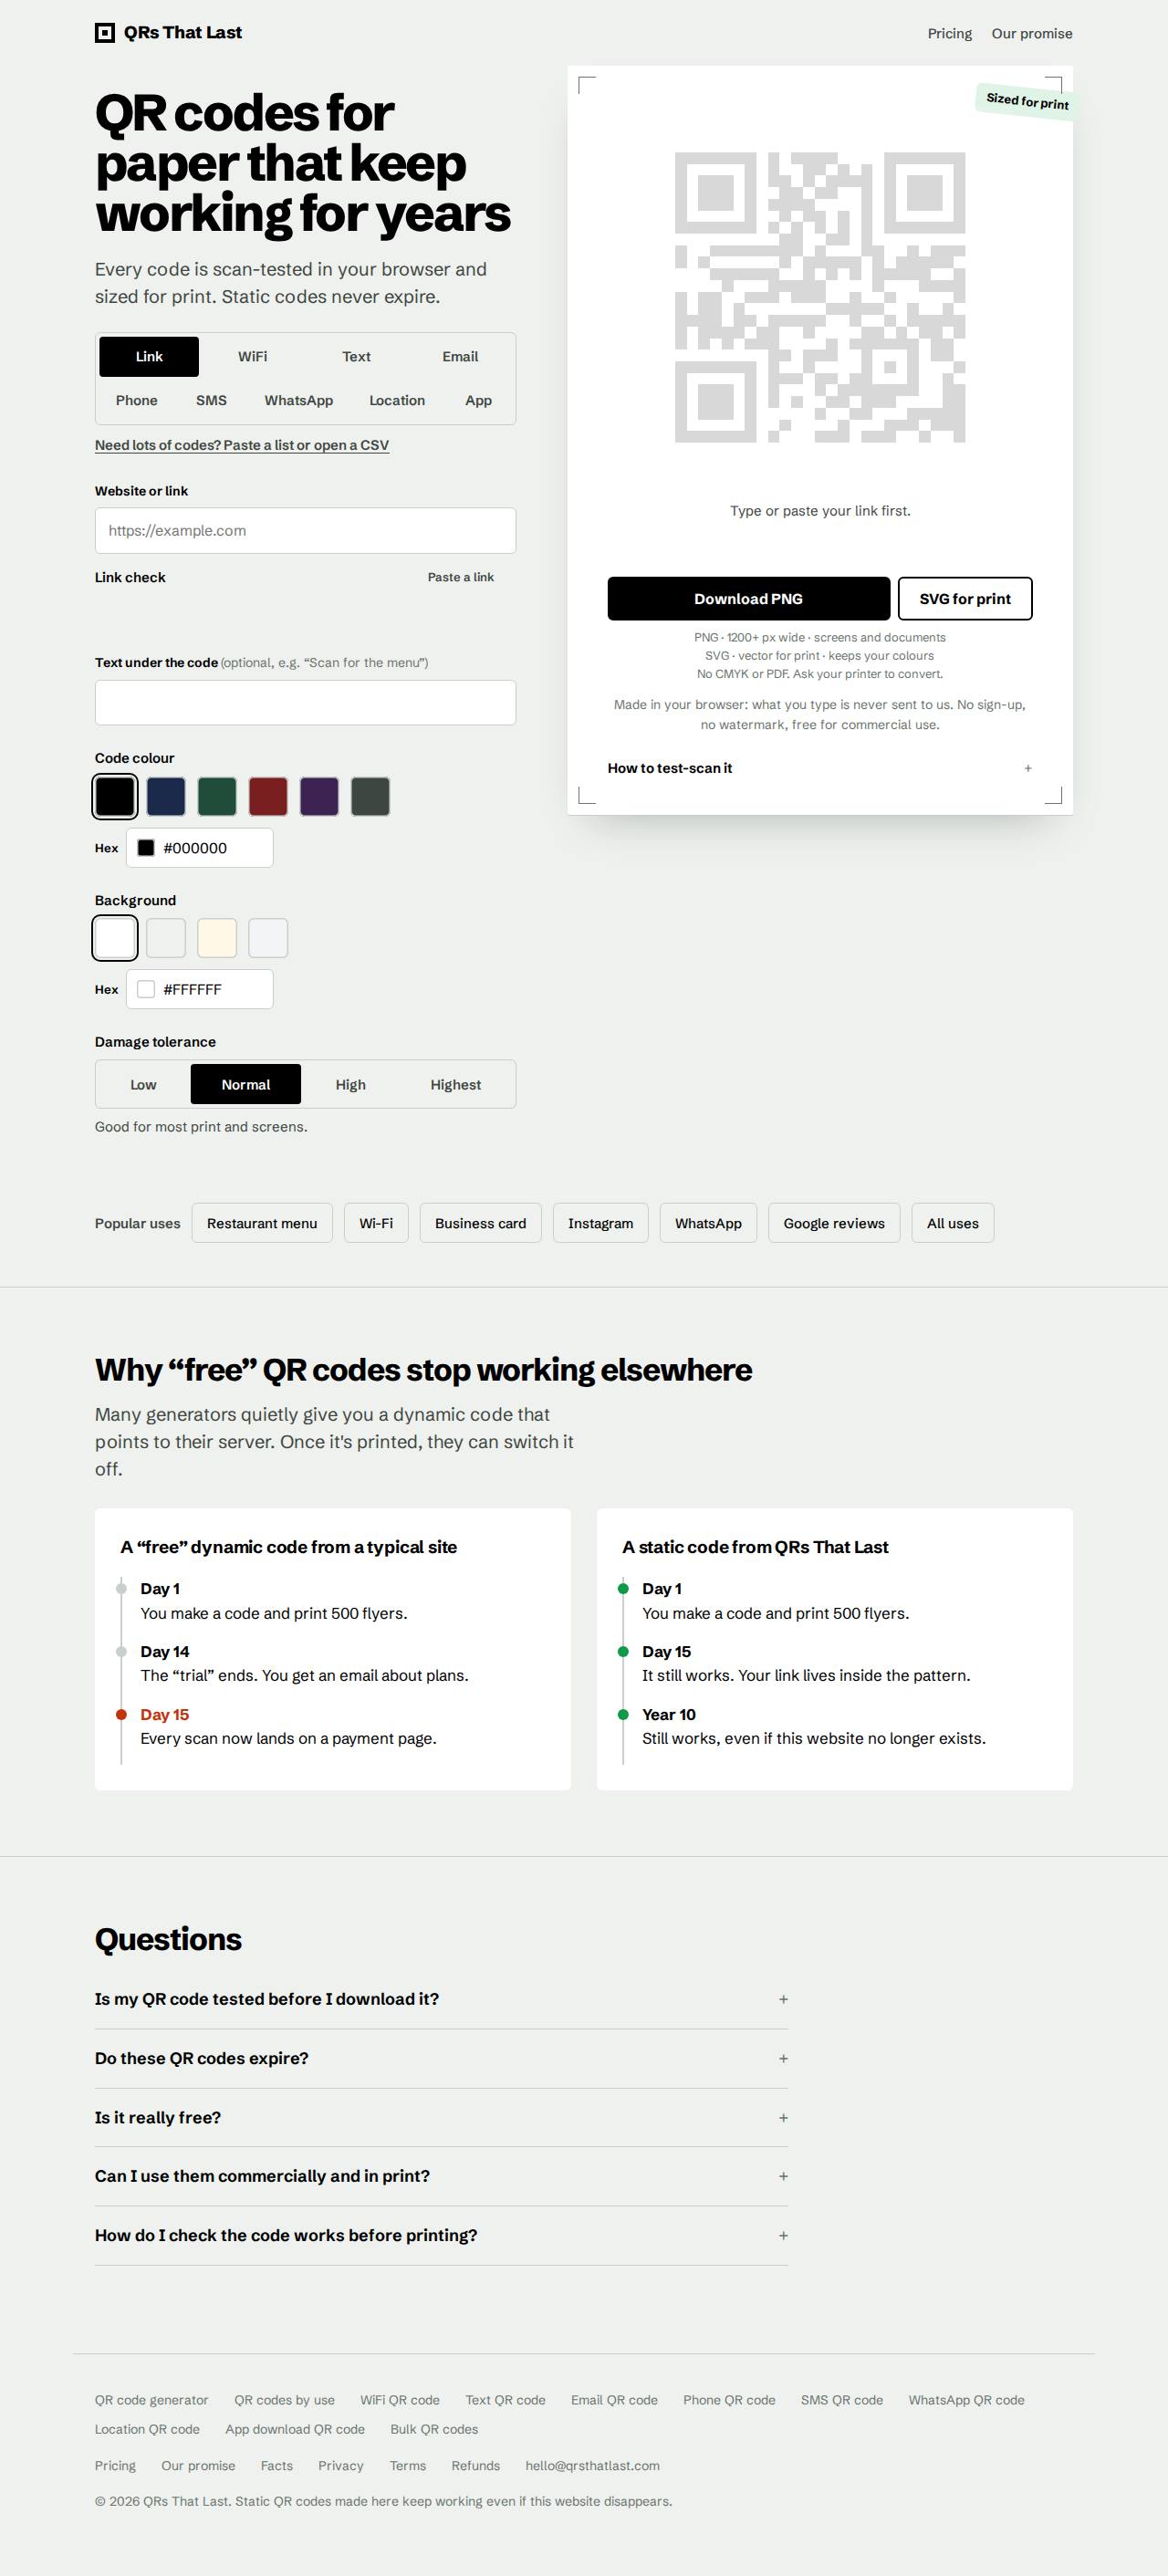 QRs That Last
Pricing
Our promise
QR codes for
paper that keep
working for years
Every code is scan-tested in your browser and
sized for print. Static codes never expire.
Link
WiFi
Text
Email
Phone
SMS
WhatsApp
Location
App
Need lots of codes? Paste a list or open a CSV
Website or link
https://example.com
Link check
Paste a link
Text under the code (optional, e.g. “Scan for the menu”)
Code colour
Hex
#000000
Background
Hex
#FFFFFF
Damage tolerance
Low
Normal
High
Highest
Good for most print and screens.
Sized for print
Type or paste your link first.
Download PNG
SVG for print
PNG · 1200+ px wide · screens and documents
SVG · vector for print · keeps your colours
No CMYK or PDF. Ask your printer to convert.
Made in your browser: what you type is never sent to us. No sign-up,
no watermark, free for commercial use.
How to test-scan it
+
Popular uses
Restaurant menu
Wi-Fi
Business card
Instagram
WhatsApp
Google reviews
All uses
Why “free” QR codes stop working elsewhere
Many generators quietly give you a dynamic code that
points to their server. Once it's printed, they can switch it
off.
A “free” dynamic code from a typical site
Day 1
You make a code and print 500 flyers.
Day 14
The “trial” ends. You get an email about plans.
Day 15
Every scan now lands on a payment page.
A static code from QRs That Last
Day 1
You make a code and print 500 flyers.
Day 15
It still works. Your link lives inside the pattern.
Year 10
Still works, even if this website no longer exists.
Questions
Is my QR code tested before I download it?
+
Do these QR codes expire?
+
Is it really free?
+
Can I use them commercially and in print?
+
How do I check the code works before printing?
+
QR code generator
QR codes by use
WiFi QR code
Text QR code
Email QR code
Phone QR code
SMS QR code
WhatsApp QR code
Location QR code
App download QR code
Bulk QR codes
Pricing
Our promise
Facts
Privacy
Terms
Refunds
hello@qrsthatlast.com
© 2026 QRs That Last. Static QR codes made here keep working even if this website disappears.